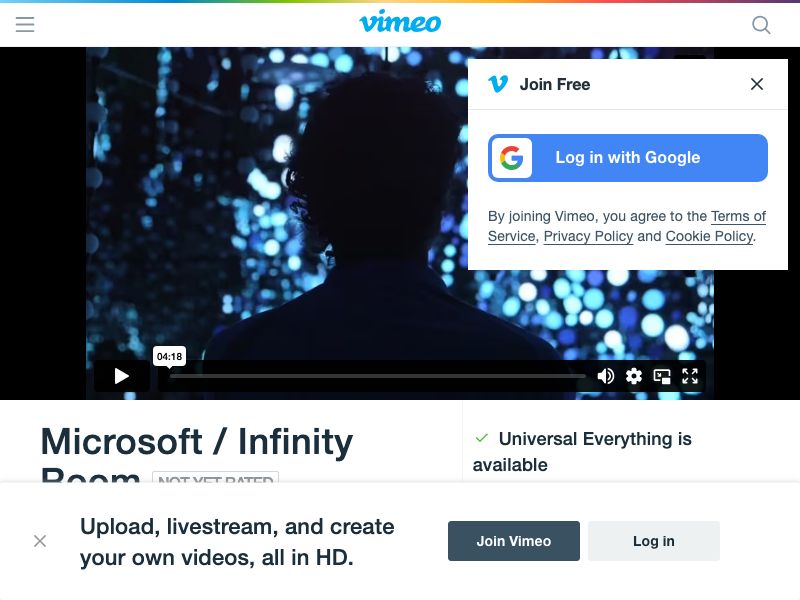 vimeo
Join Free
Log in with Google
By joining Vimeo, you agree to the Terms of
Service, Privacy Policy and Cookie Policy.
04:18
Microsoft / Infinity
Room NOT YET RATED
Universal Everything is
available
Upload, livestream, and create
your own videos, all in HD.
Join Vimeo
Log in